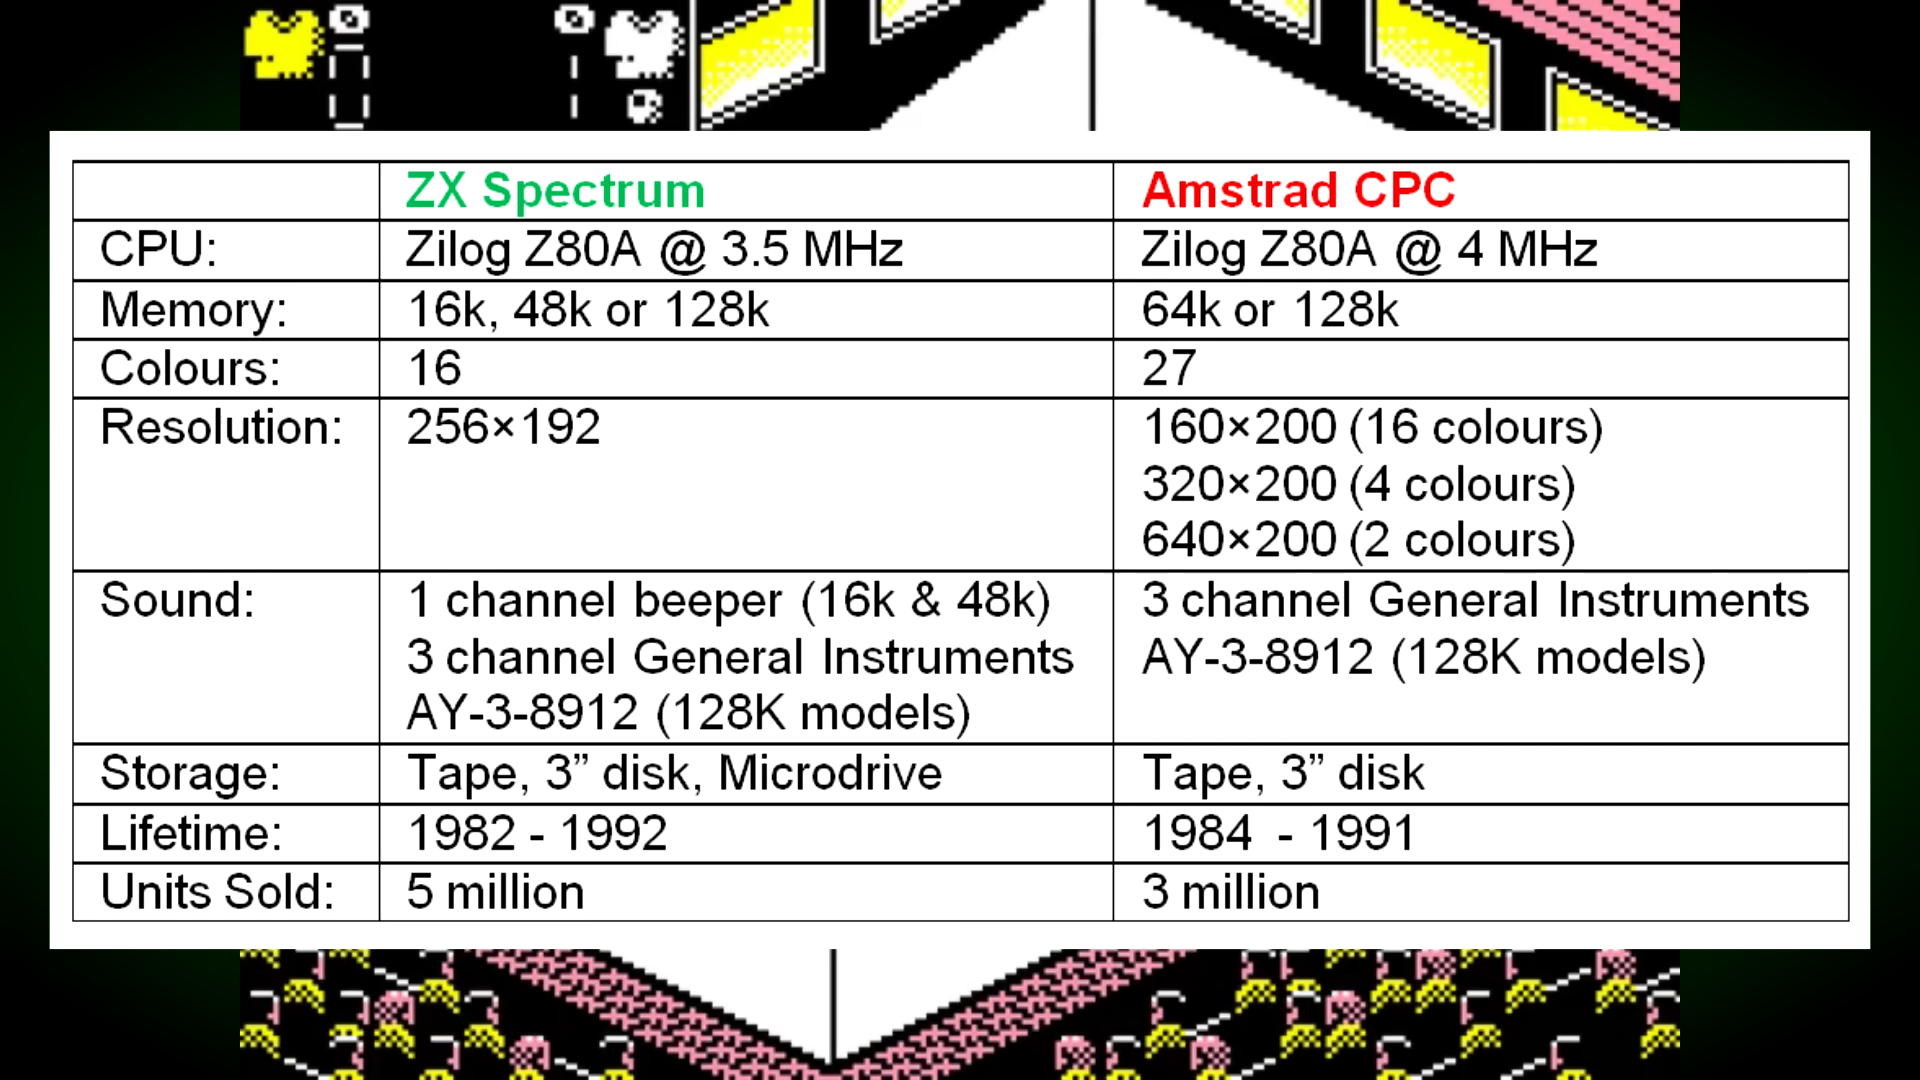 ZX Spectrum Amstrad CPC
CPU: Zilog Z80A @ 3.5 MHz Zilog Z80A @ 4 MHz
Memory: 16k, 48k or 128k 64k or 128k
Colours: 16 27
Resolution: 256×192 160×200 (16 colours)
320×200 (4 colours)
640×200 (2 colours)
Sound: 1 channel beeper (16k & 48k) 3 channel General Instruments
3 channel General Instruments AY-3-8912 (128K models)
AY-3-8912 (128K models)
Storage: Tape, 3” disk, Microdrive Tape, 3” disk
Lifetime: 1982 - 1992 1984 - 1991
Units Sold: 5 million 3 million